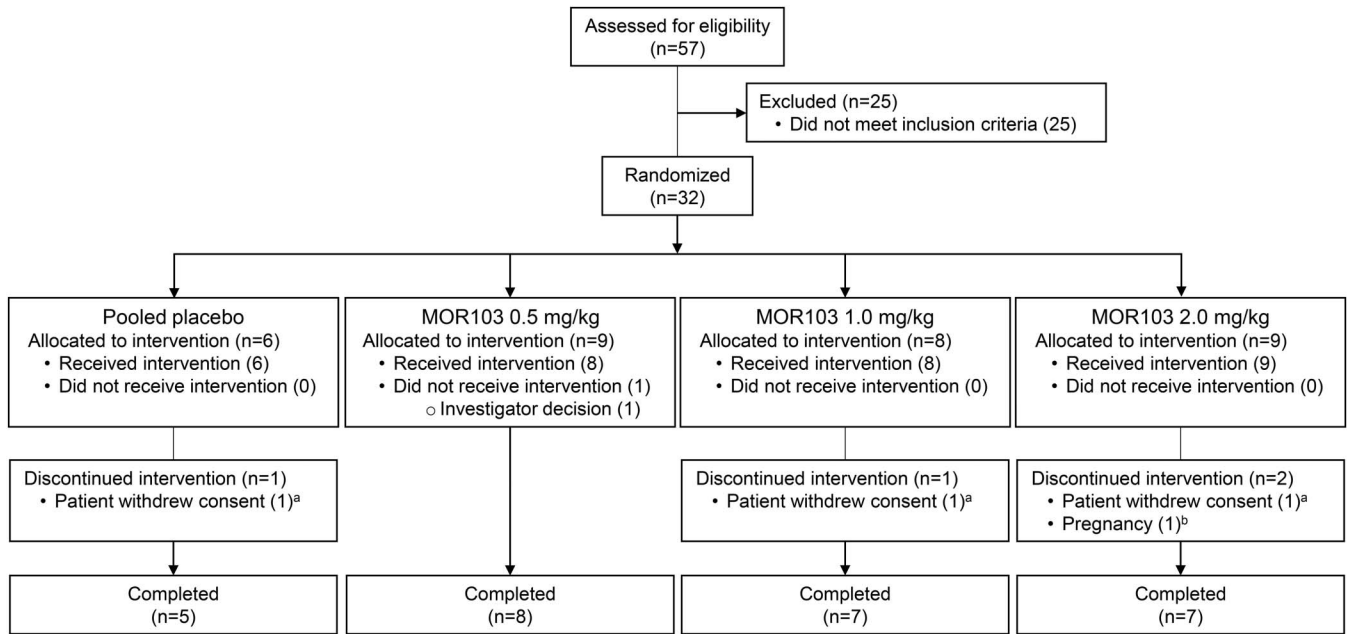 Assessed for eligibility
(n=57)
Excluded (n=25)
• Did not meet inclusion criteria (25)
Randomized
(n=32)
Pooled placebo
Allocated to intervention (n=6)
• Received intervention (6)
• Did not receive intervention (0)
MOR103 0.5 mg/kg
Allocated to intervention (n=9)
• Received intervention (8)
• Did not receive intervention (1)
o Investigator decision (1)
MOR103 1.0 mg/kg
Allocated to intervention (n=8)
• Received intervention (8)
• Did not receive intervention (0)
MOR103 2.0 mg/kg
Allocated to intervention (n=9)
• Received intervention (9)
• Did not receive intervention (0)
Discontinued intervention (n=1)
• Patient withdrew consent (1)ᵃ
Discontinued intervention (n=1)
• Patient withdrew consent (1)ᵃ
Discontinued intervention (n=2)
• Patient withdrew consent (1)ᵃ
• Pregnancy (1)ᵇ
Completed
(n=5)
Completed
(n=8)
Completed
(n=7)
Completed
(n=7)